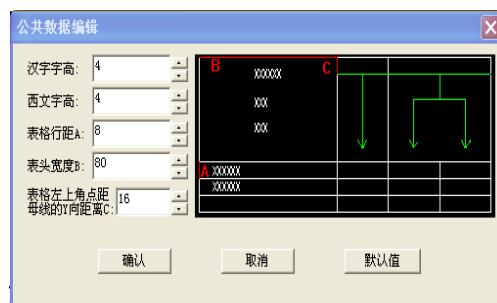 公共数据编辑
汉字字高: 4
西文字高: 4
表格行距A: 8
表头宽度B: 80
表格左上角点距
母线的Y向距离C: 16
B XXXXXX C
XXX
XXX
A XXXXXX
XXXXXX
确认 取消 默认值